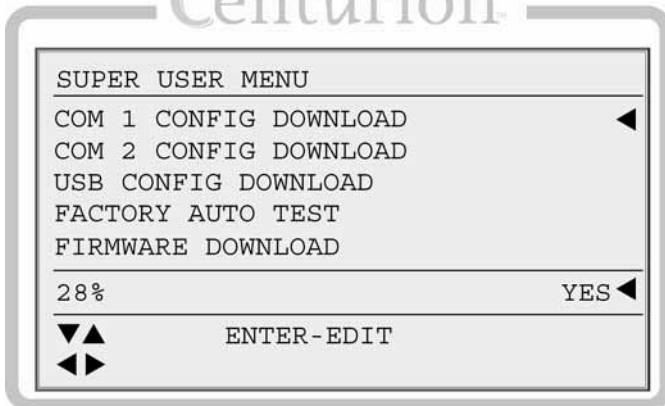 Centurion™
SUPER USER MENU
COM 1 CONFIG DOWNLOAD ◀
COM 2 CONFIG DOWNLOAD
USB CONFIG DOWNLOAD
FACTORY AUTO TEST
FIRMWARE DOWNLOAD
28% YES◀
▼▲ ENTER-EDIT
◀▶